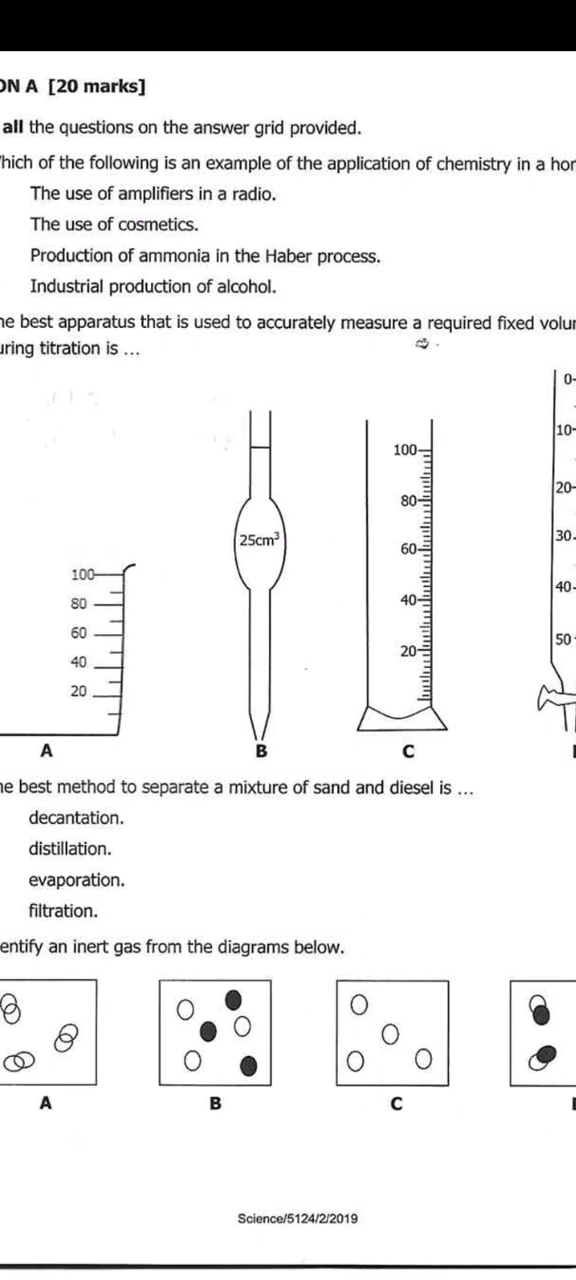 ON A [20 marks]
all the questions on the answer grid provided.
hich of the following is an example of the application of chemistry in a hor
The use of amplifiers in a radio.
The use of cosmetics.
Production of ammonia in the Haber process.
Industrial production of alcohol.
he best apparatus that is used to accurately measure a required fixed volu
uring titration is ...
100
80
60
40
20
A
25cm³
B
100
80
60
40
20
C
0
10
20
30
40
50
he best method to separate a mixture of sand and diesel is ...
decantation.
distillation.
evaporation.
filtration.
entify an inert gas from the diagrams below.
A B C
Science/5124/2/2019